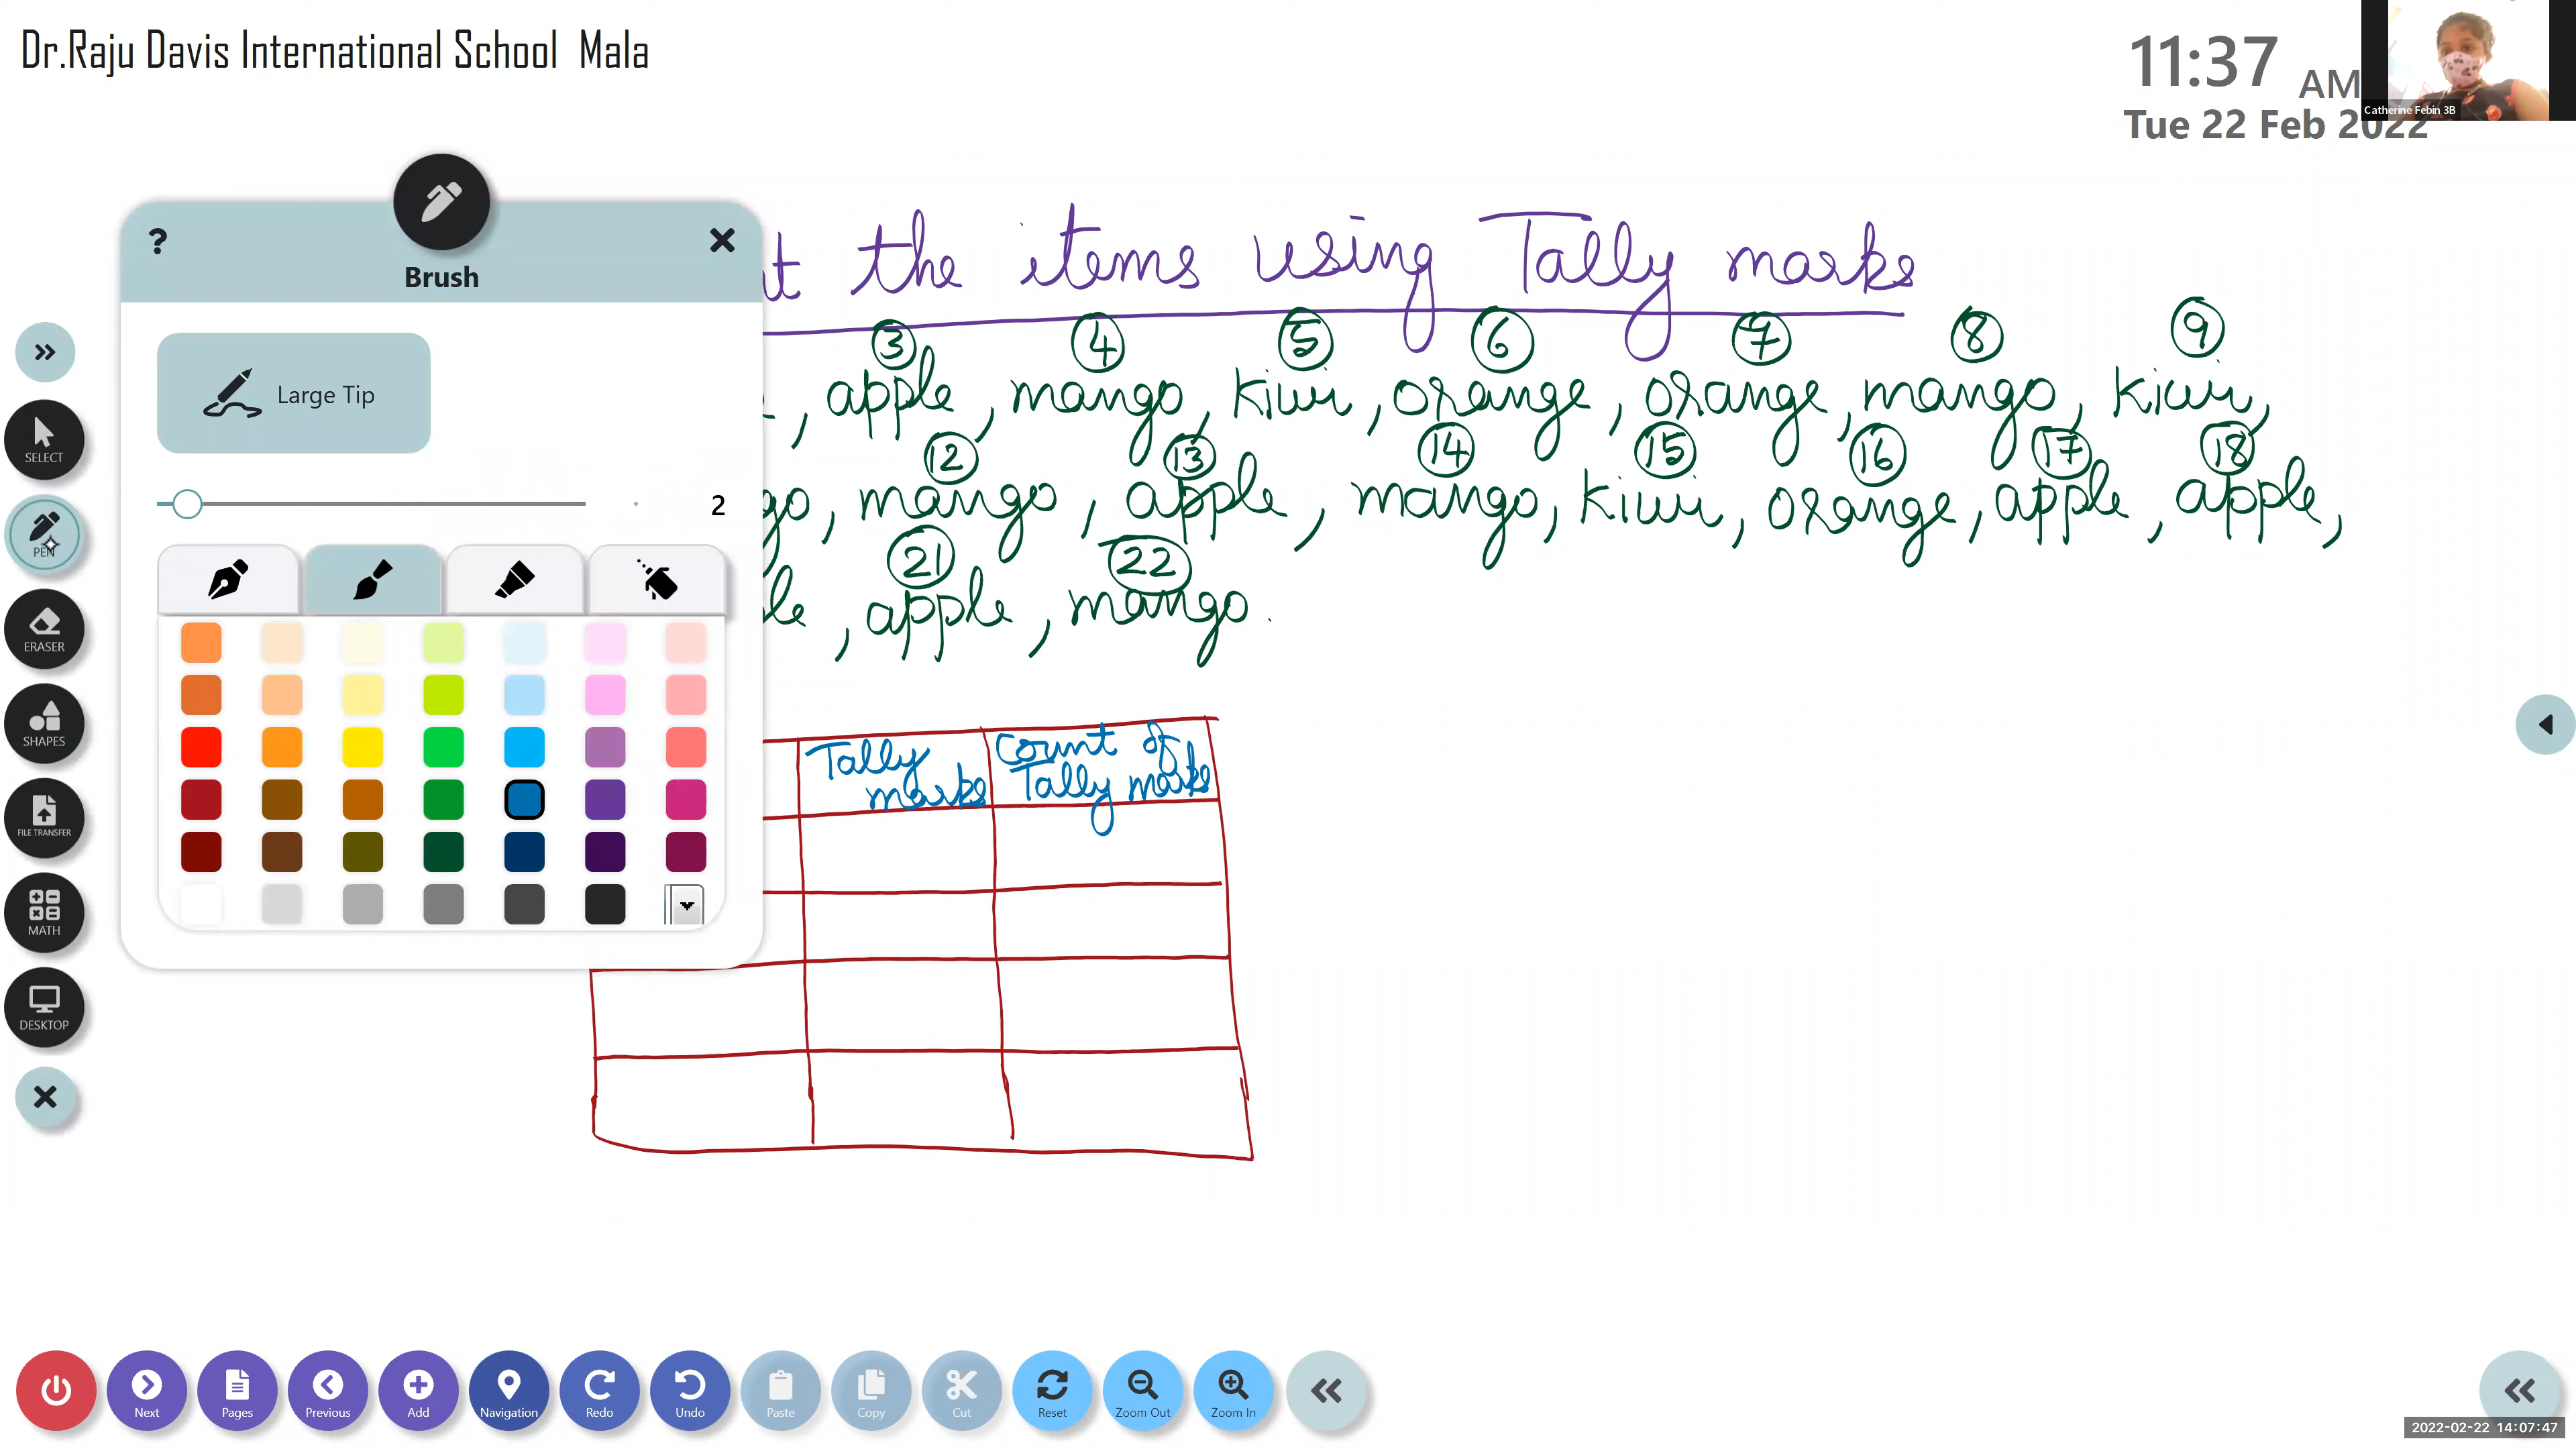 Dr.Raju Davis International School Mala
11:37 AM
Tue 22 Feb 2022
Catherine Febin 3B
?
Brush
Large Tip
2
the items using Tally marks
3 4 5 6 7 8 9
, apple, mango, kiwi, orange, orange, mango, kiwi,
12 13 14 15 16 17 18
go, mango, apple, mango, kiwi, orange, apple, apple,
21 22
le, apple, mango.
Tally marks
Count of Tally marks
SELECT
PEN
ERASER
SHAPES
FILE TRANSFER
MATH
DESKTOP
Next Pages Previous Add Navigation Redo Undo Paste Copy Cut Reset Zoom Out Zoom In
2022-02-22 14:07:47